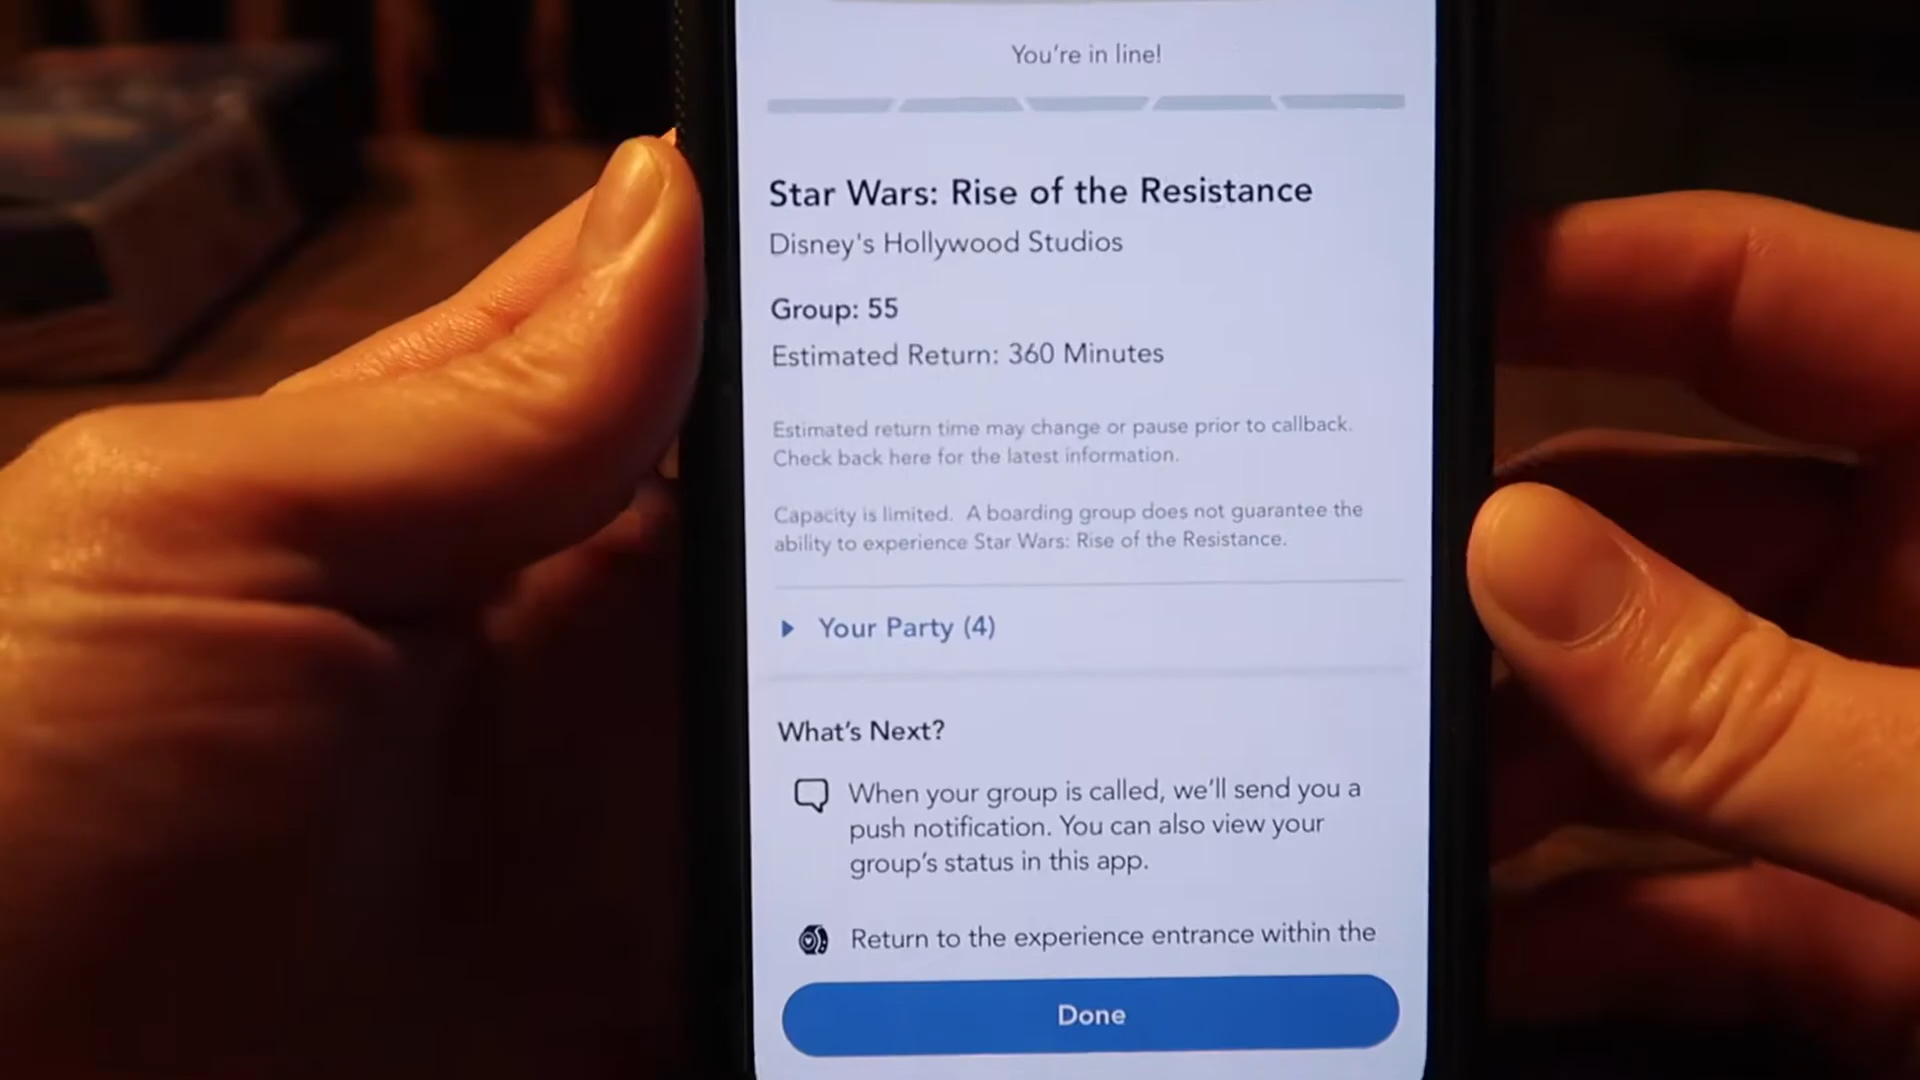 You're in line!
Star Wars: Rise of the Resistance
Disney's Hollywood Studios
Group: 55
Estimated Return: 360 Minutes
Estimated return time may change or pause prior to callback.
Check back here for the latest information.
Capacity is limited. A boarding group does not guarantee the
ability to experience Star Wars: Rise of the Resistance.
Your Party (4)
What's Next?
When your group is called, we'll send you a
push notification. You can also view your
group's status in this app.
Return to the experience entrance within the
Done